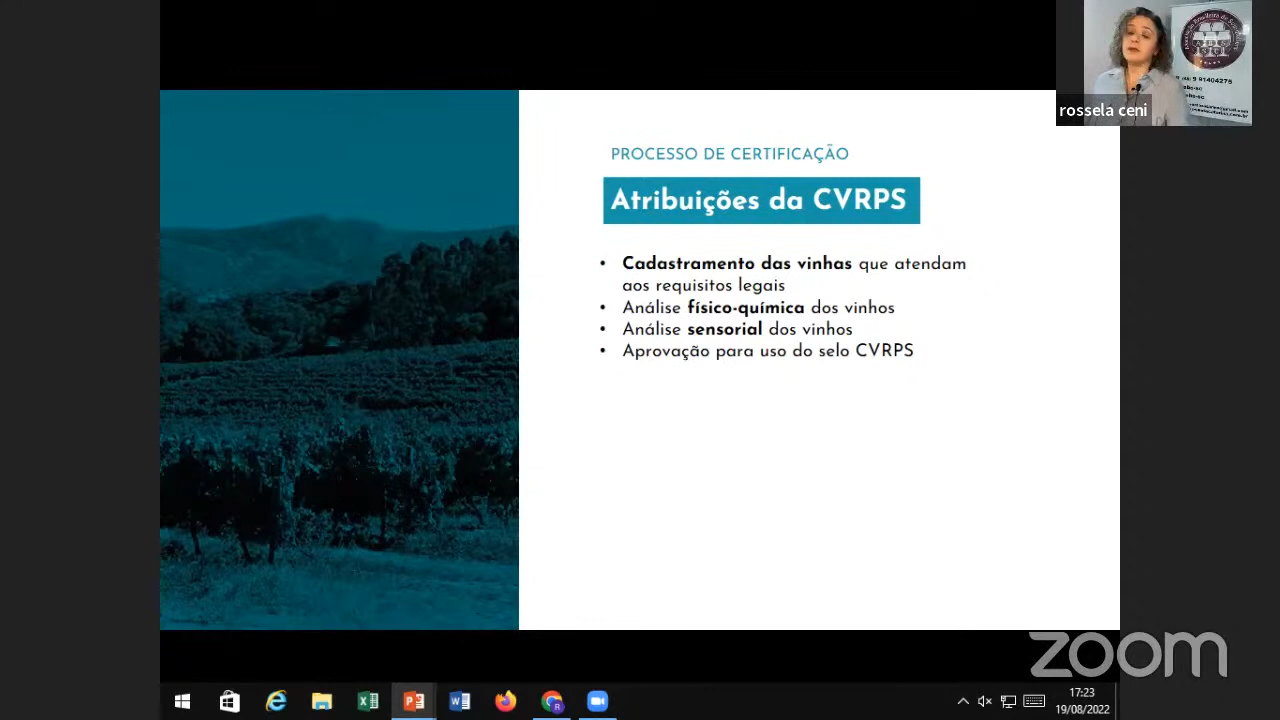 rossela ceni
PROCESSO DE CERTIFICAÇÃO
Atribuições da CVRPS
• Cadastramento das vinhas que atendam
aos requisitos legais
• Análise físico-química dos vinhos
• Análise sensorial dos vinhos
• Aprovação para uso do selo CVRPS
zoom
17:23
19/08/2022